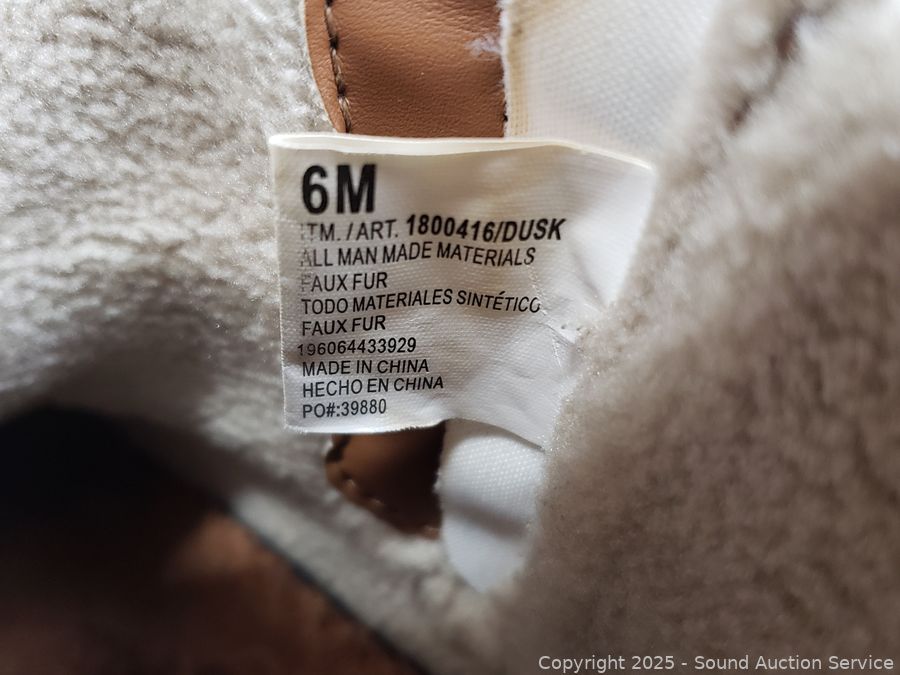 6M
ITM./ART. 1800416/DUSK
ALL MAN MADE MATERIALS
FAUX FUR
TODO MATERIALES SINTÉTICO
FAUX FUR
196064433929
MADE IN CHINA
HECHO EN CHINA
PO#:39880
Copyright 2025 - Sound Auction Service